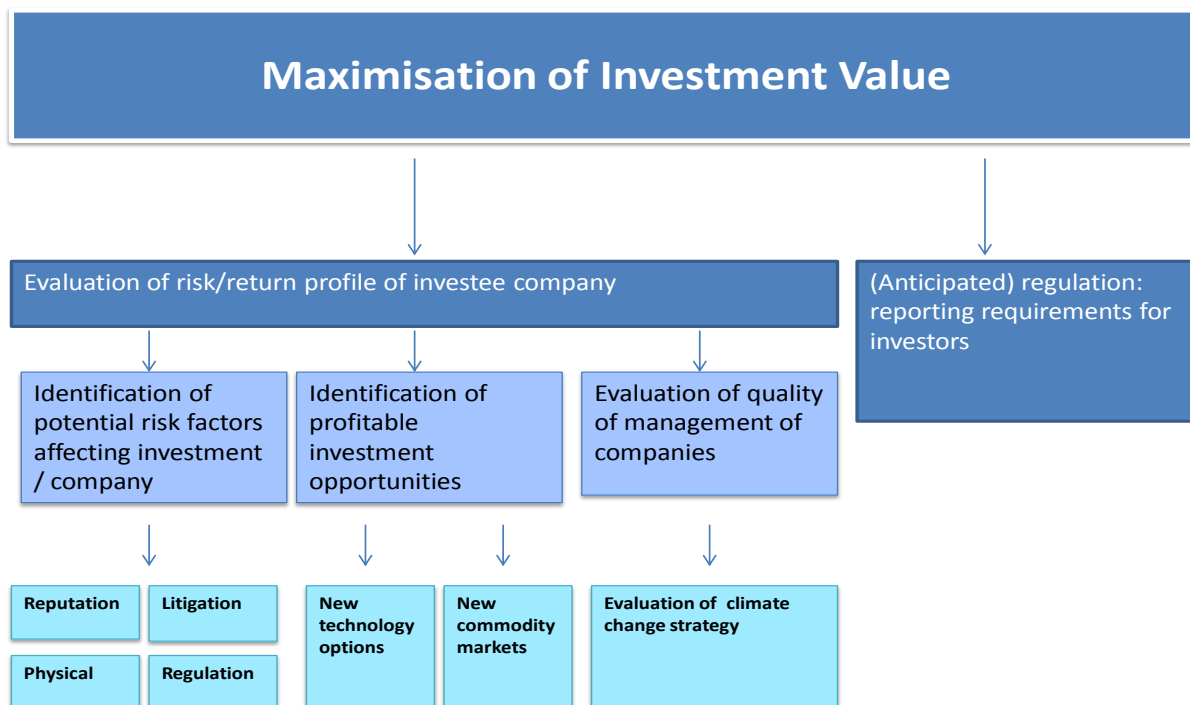 Maximisation of Investment Value
Evaluation of risk/return profile of investee company
(Anticipated) regulation:
reporting requirements for
investors
Identification of
potential risk factors
affecting investment
/ company
Identification of
profitable
investment
opportunities
Evaluation of quality
of management of
companies
Reputation
Litigation
Physical
Regulation
New
technology
options
New
commodity
markets
Evaluation of  climate
change strategy